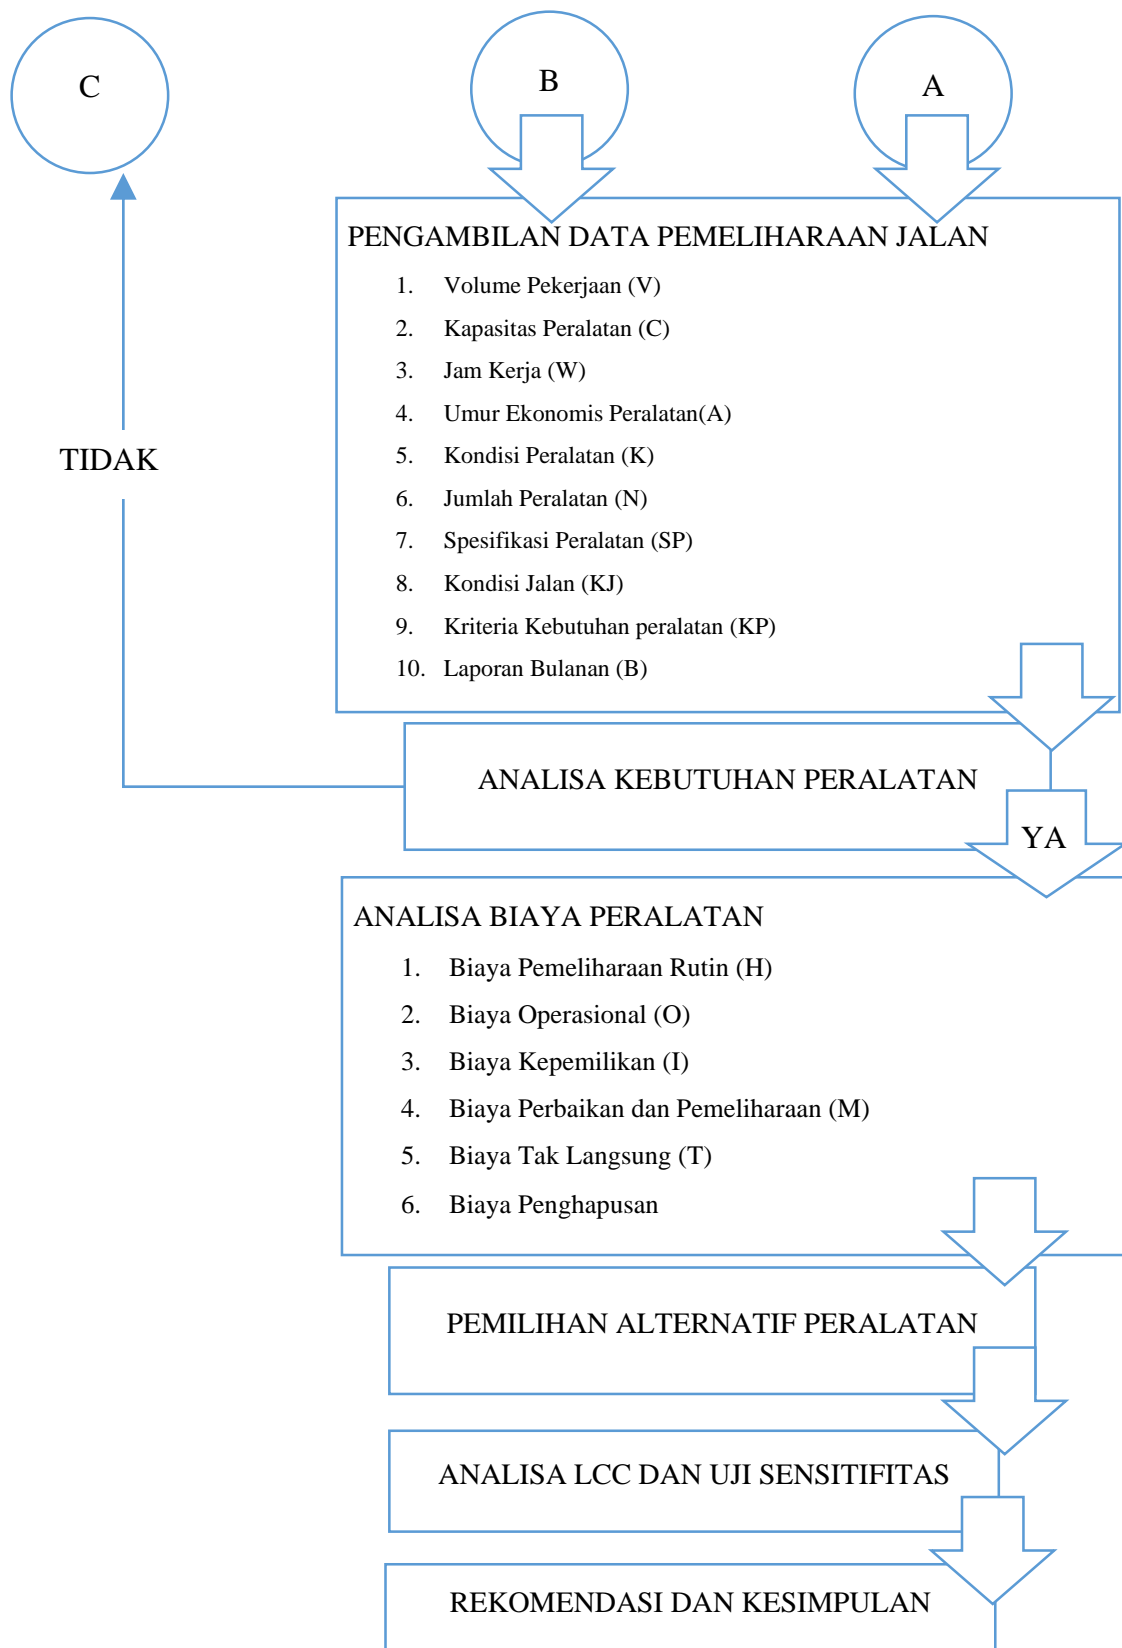 C
B
A
PENGAMBILAN DATA PEMELIHARAAN JALAN
1. Volume Pekerjaan (V)
2. Kapasitas Peralatan (C)
3. Jam Kerja (W)
4. Umur Ekonomis Peralatan(A)
5. Kondisi Peralatan (K)
6. Jumlah Peralatan (N)
7. Spesifikasi Peralatan (SP)
8. Kondisi Jalan (KJ)
9. Kriteria Kebutuhan peralatan (KP)
10. Laporan Bulanan (B)
TIDAK
ANALISA KEBUTUHAN PERALATAN
YA
ANALISA BIAYA PERALATAN
1. Biaya Pemeliharaan Rutin (H)
2. Biaya Operasional (O)
3. Biaya Kepemilikan (I)
4. Biaya Perbaikan dan Pemeliharaan (M)
5. Biaya Tak Langsung (T)
6. Biaya Penghapusan
PEMILIHAN ALTERNATIF PERALATAN
ANALISA LCC DAN UJI SENSITIFITAS
REKOMENDASI DAN KESIMPULAN